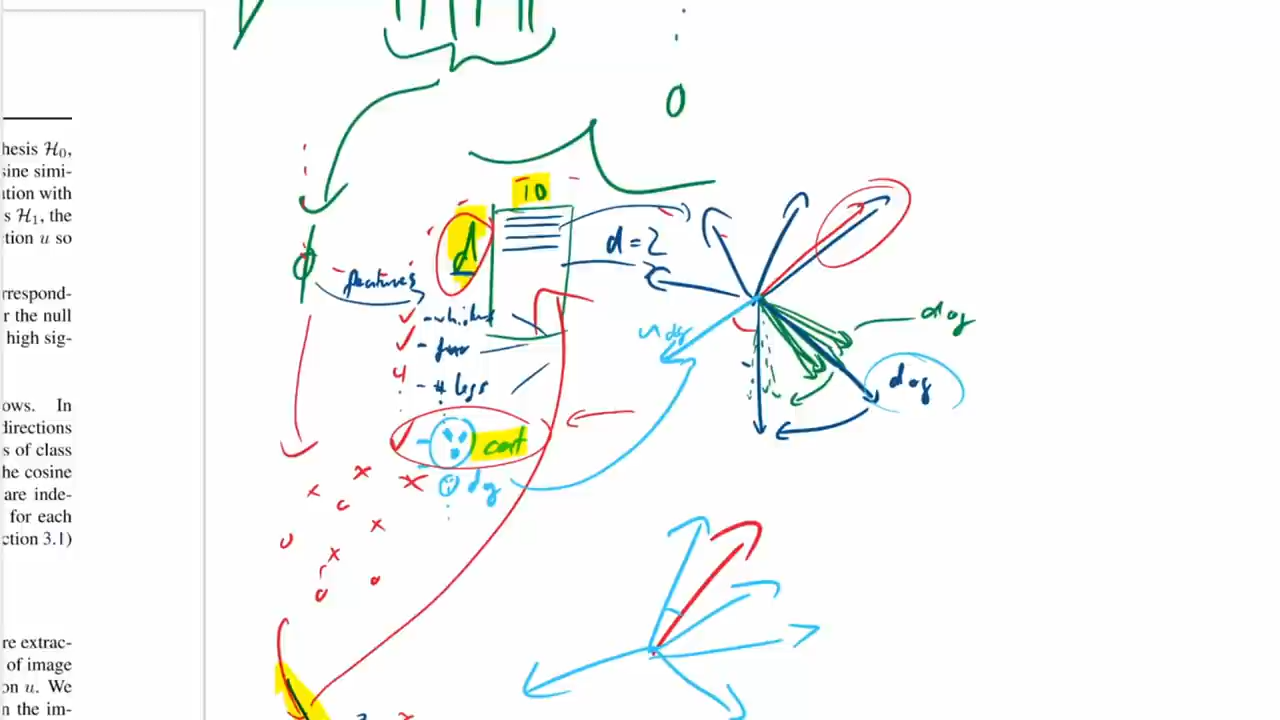 hesis H₀,
sine simi-
ation with
s H₁, the
ction u so
rrespond-
r the null
high sig-
ows. In
directions
s of class
he cosine
are inde-
for each
ction 3.1)
re extrac-
of image
on u. We
n the im-
0
10
d
d = 2
ϕ
features
- fur
- # legs
cat
dog
dog
dog